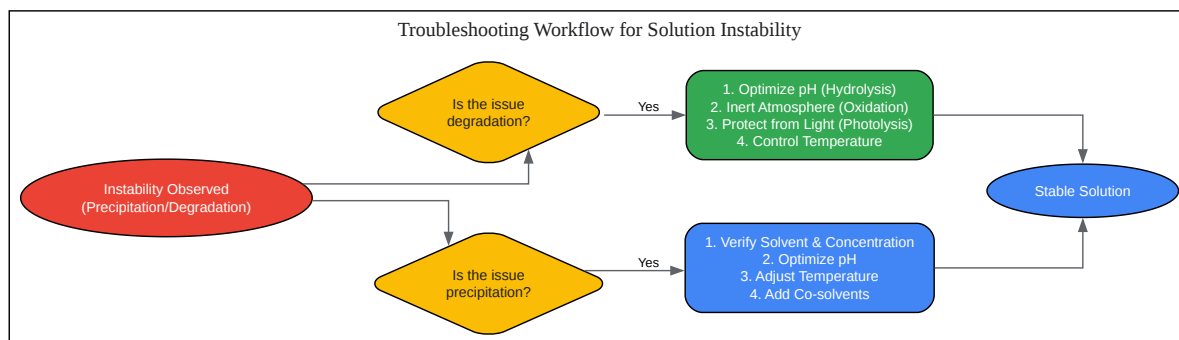 Troubleshooting Workflow for Solution Instability
Is the issue
degradation?
Yes
1. Optimize pH (Hydrolysis)
2. Inert Atmosphere (Oxidation)
3. Protect from Light (Photolysis)
4. Control Temperature
Instability Observed
(Precipitation/Degradation)
Stable Solution
Is the issue
precipitation?
Yes
1. Verify Solvent & Concentration
2. Optimize pH
3. Adjust Temperature
4. Add Co-solvents